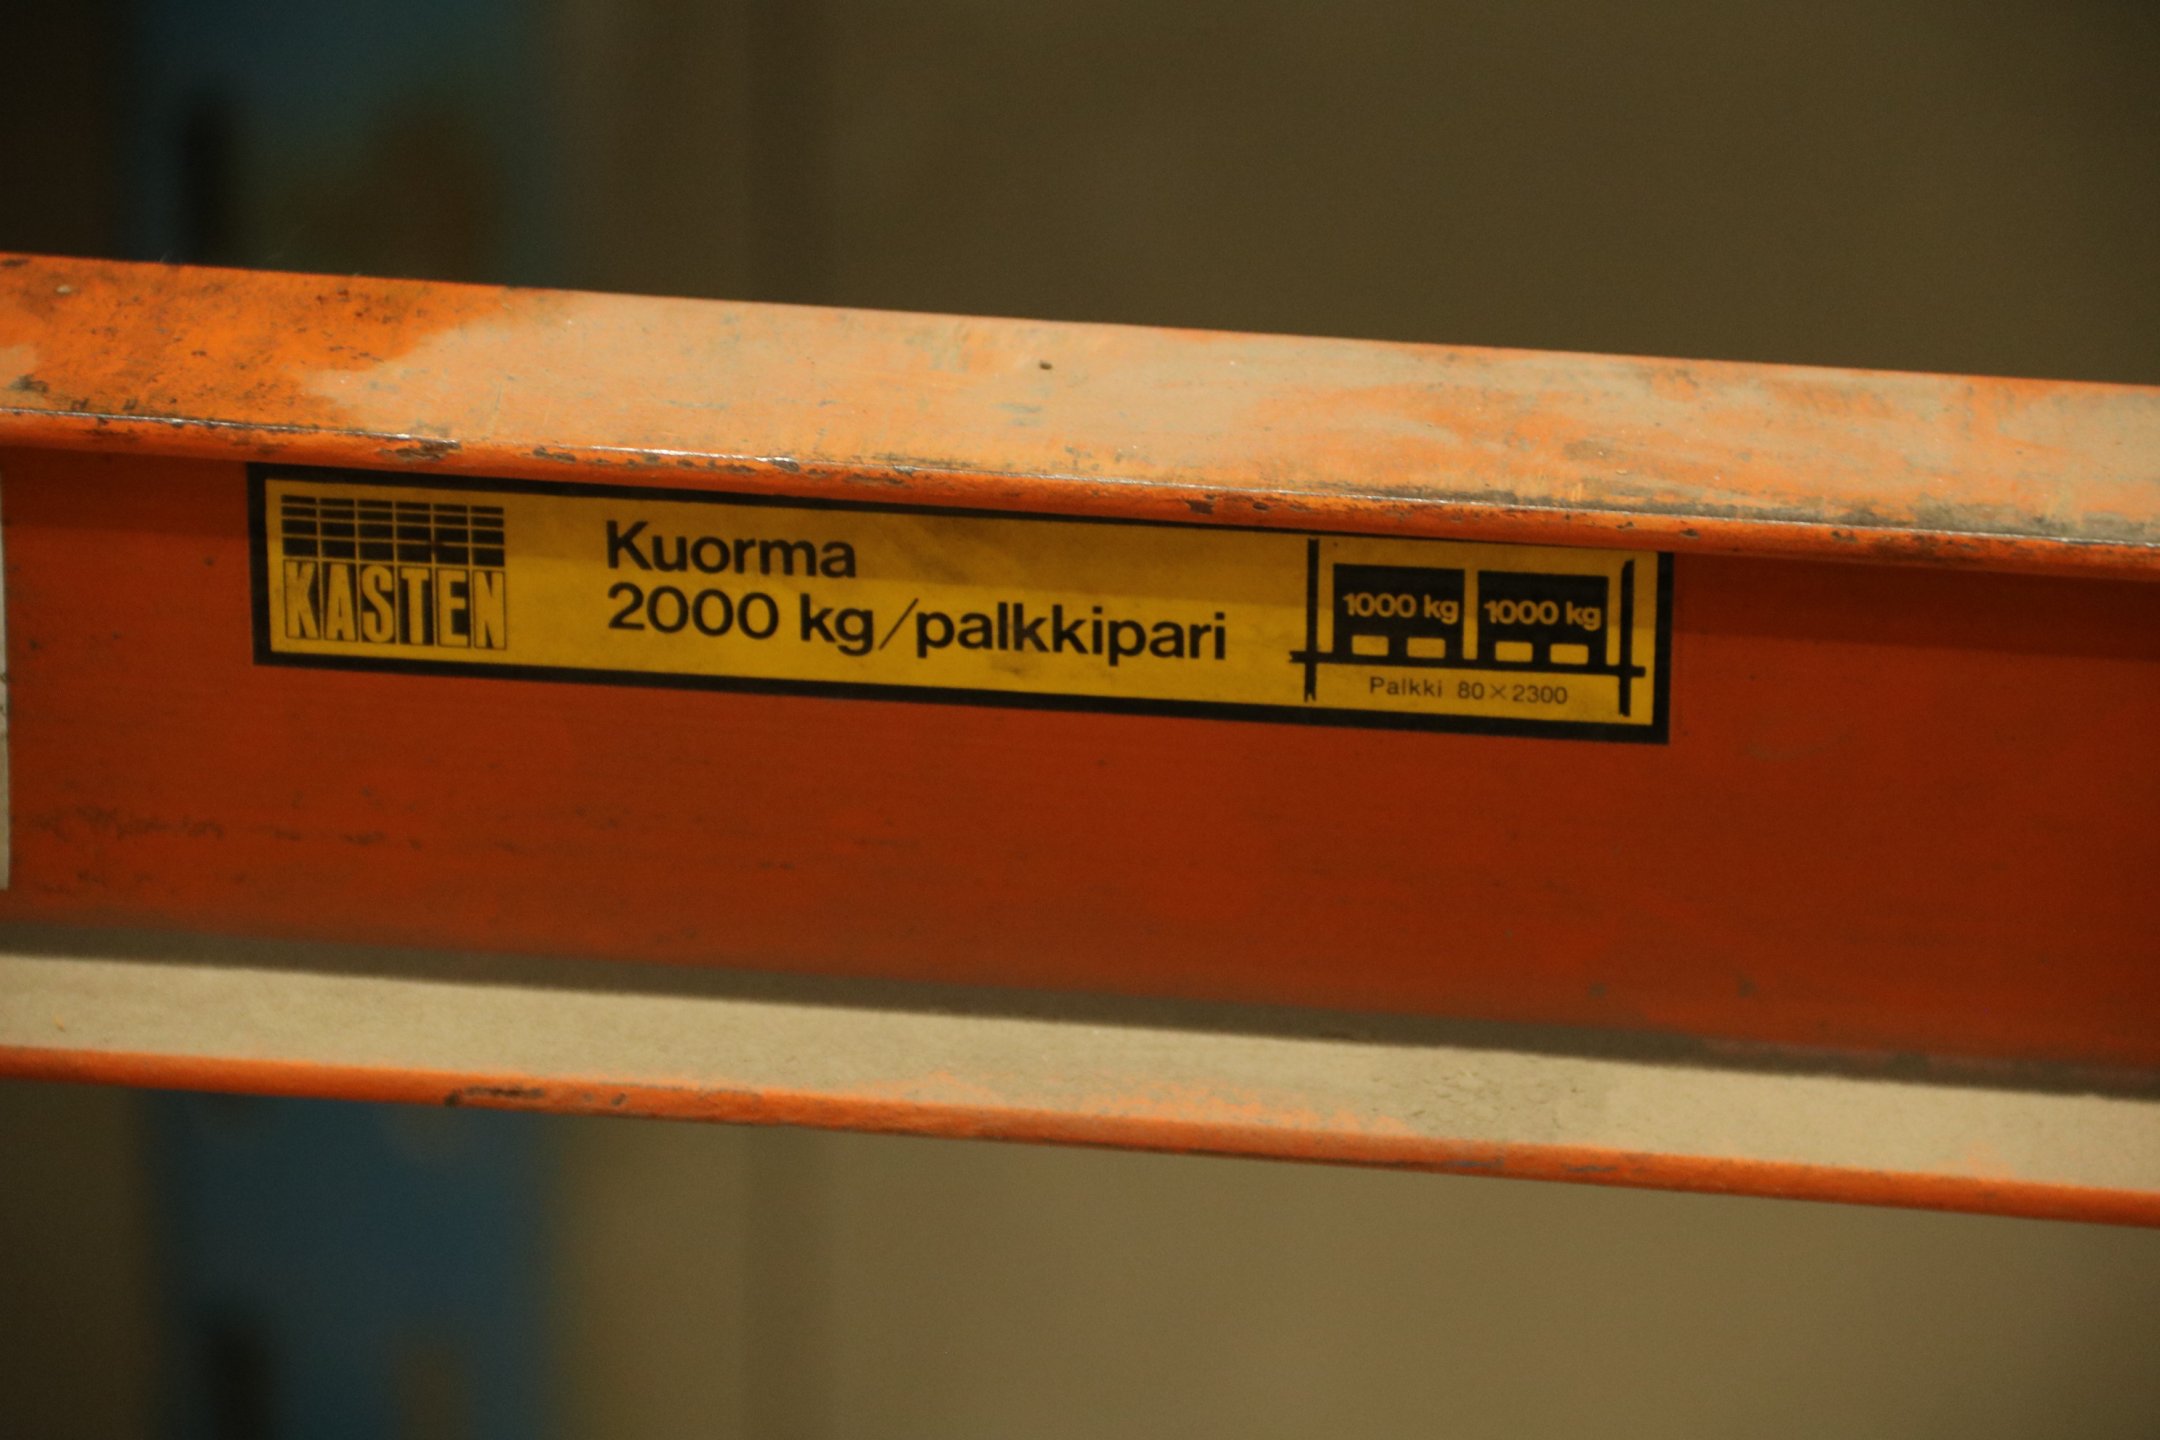 KASTEN
Kuorma
2000 kg/palkkipari
1000 kg 1000 kg
Palkki 80×2300